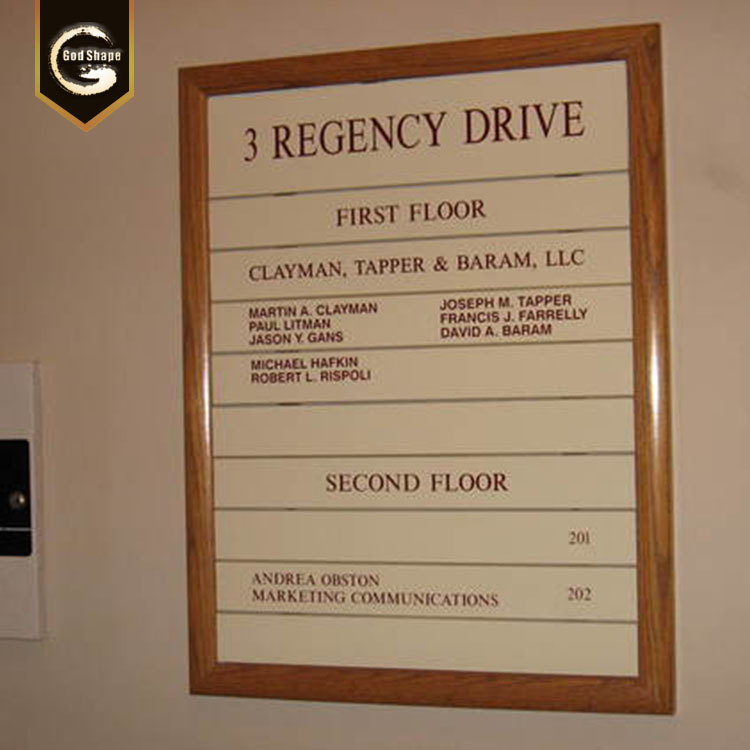 God Shape
3 REGENCY DRIVE
FIRST FLOOR
CLAYMAN, TAPPER & BARAM, LLC
MARTIN A. CLAYMAN
PAUL LITMAN
JASON Y. GANS
JOSEPH M. TAPPER
FRANCIS J. FARRELLY
DAVID A. BARAM
MICHAEL HAFKIN
ROBERT L. RISPOLI
SECOND FLOOR
201
ANDREA OBSTON
MARKETING COMMUNICATIONS 202